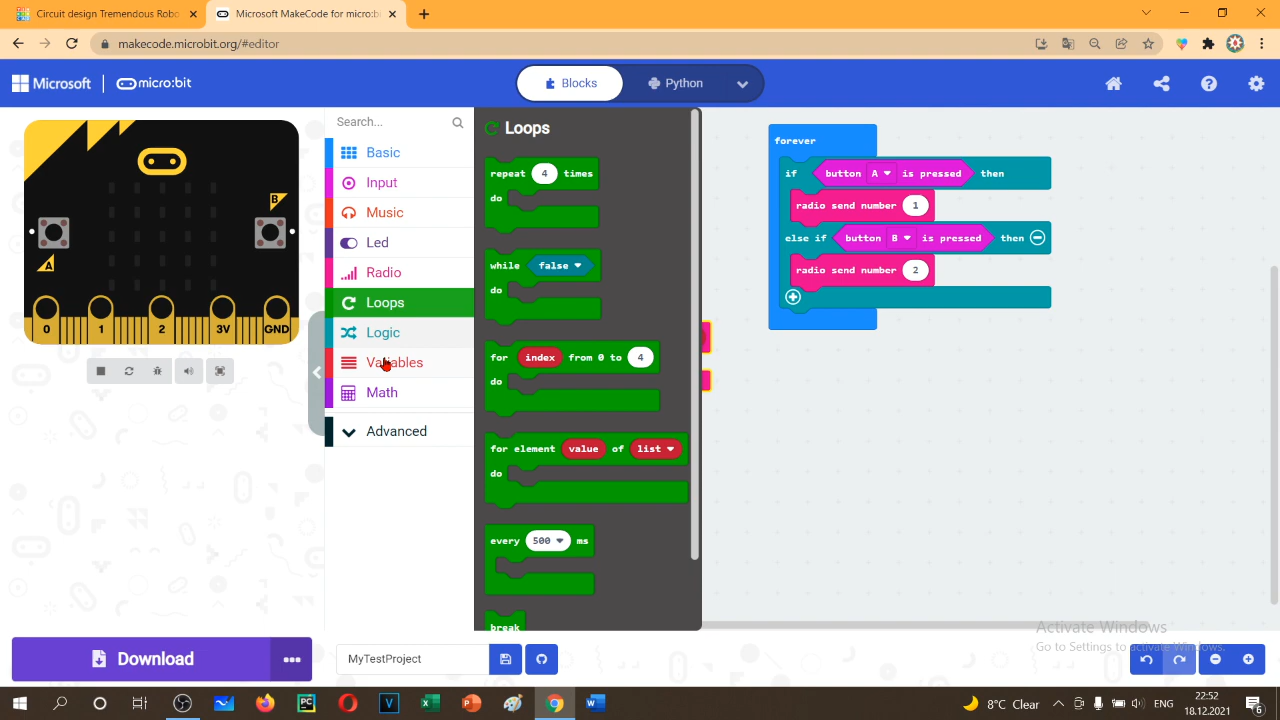 Circuit design Tremendous Robo
Microsoft MakeCode for micro:bit
makecode.microbit.org/#editor
Microsoft
micro:bit
Blocks
Python
Search...
Basic
Input
Music
Led
Radio
Loops
Logic
Variables
Math
Advanced
Loops
repeat 4 times
do
while false
do
for index from 0 to 4
do
for element value of list
do
every 500 ms
break
forever
if button A is pressed then
radio send number 1
else if button B is pressed then
radio send number 2
B
A
0 1 2 3V GND
Download
MyTestProject
Activate Windows
Go to Settings to activate Windows.
8°C Clear
ENG
22:52
18.12.2021
6